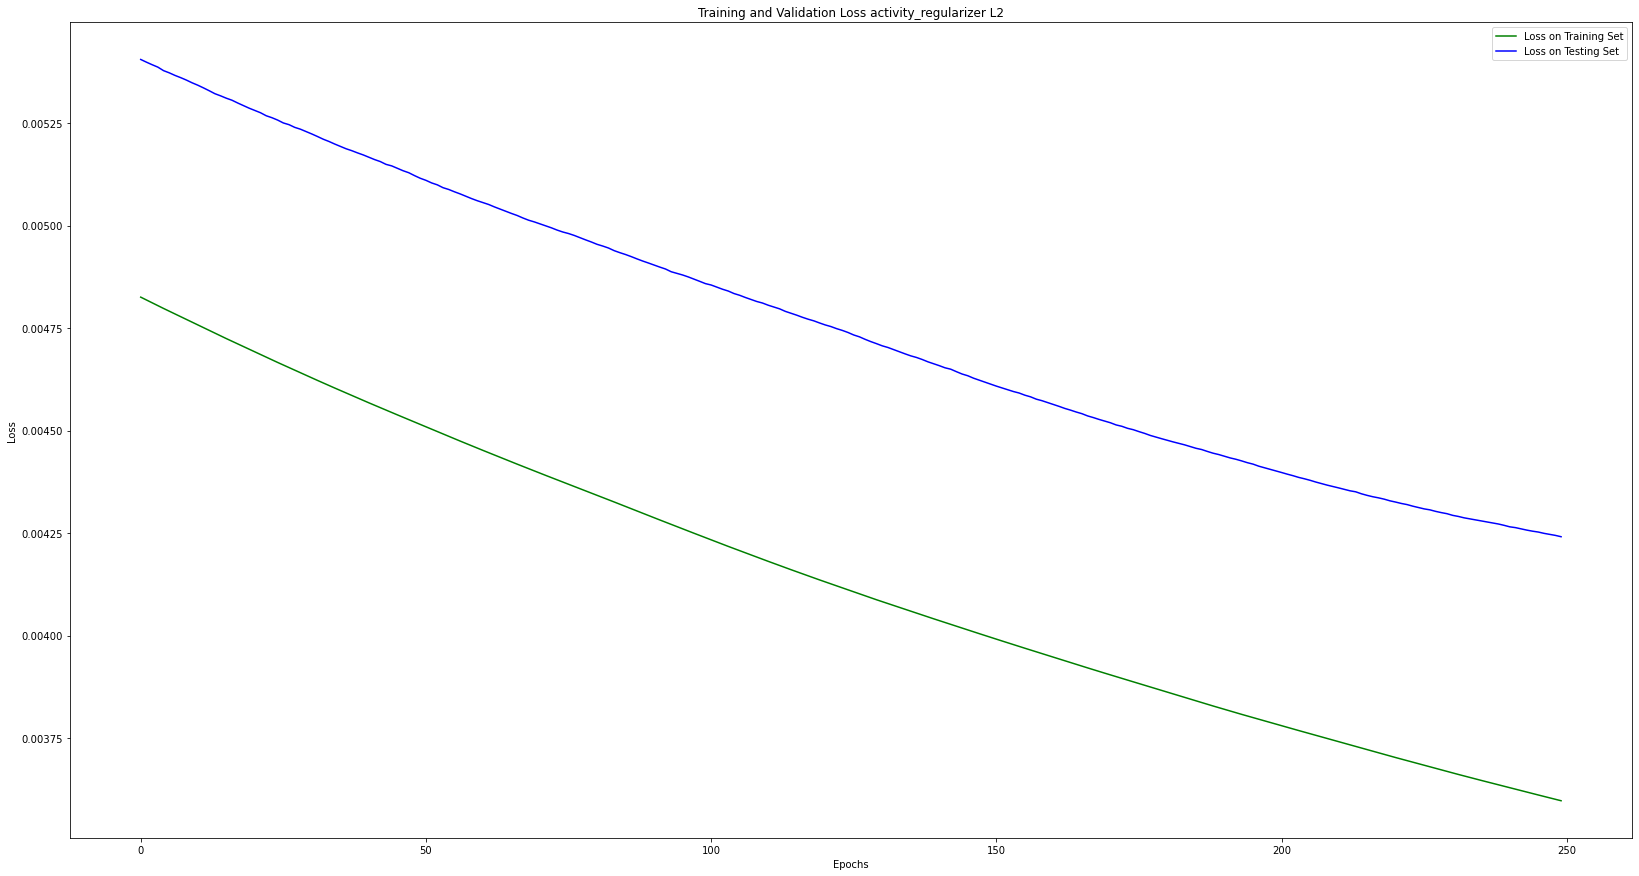 Training and Validation Loss activity_regularizer L2
Loss on Training Set
Loss on Testing Set
0.00525
0.00500
0.00475
0.00450
0.00425
0.00400
0.00375
Loss
0
50
100
150
200
250
Epochs